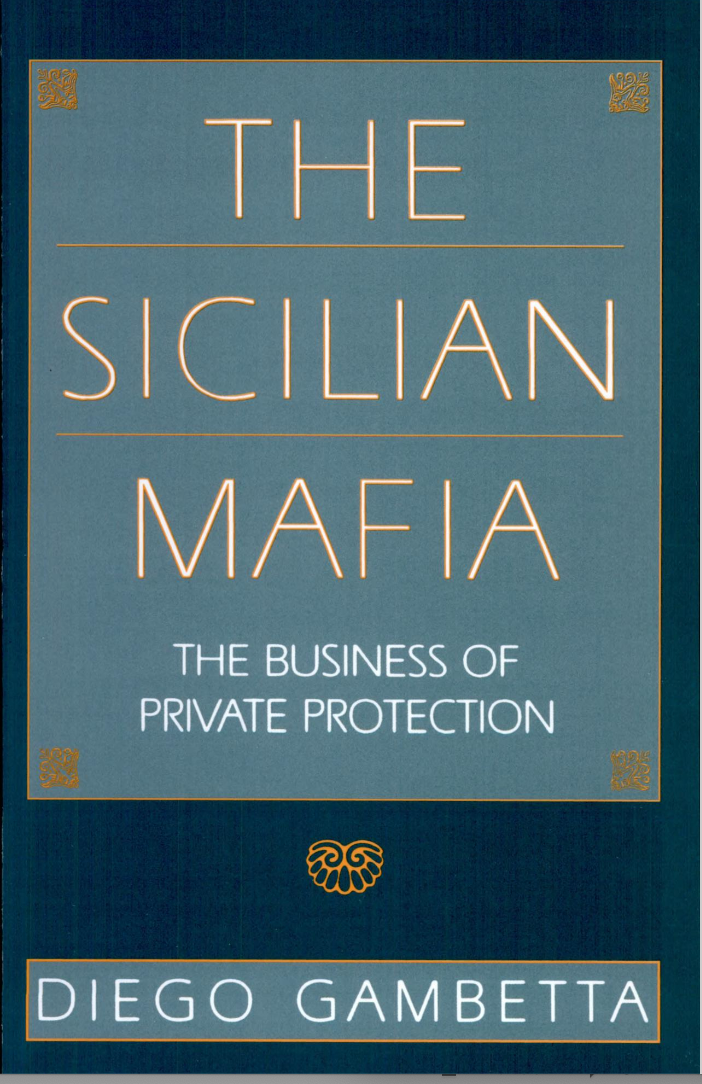 THE
SICILIAN
MAFIA
THE BUSINESS OF
PRIVATE PROTECTION
DIEGO GAMBETTA